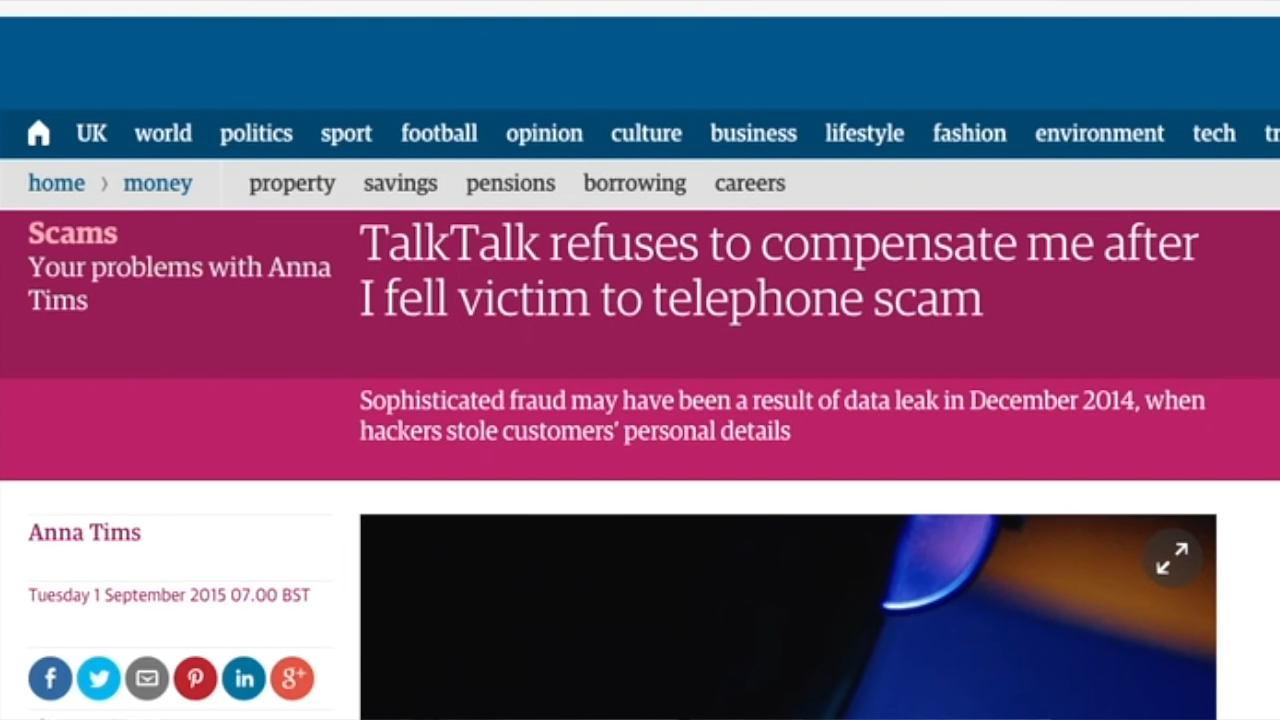 UK world politics sport football opinion culture business lifestyle fashion environment tech
home › money property savings pensions borrowing careers
Scams
Your problems with Anna
Tims
TalkTalk refuses to compensate me after
I fell victim to telephone scam
Sophisticated fraud may have been a result of data leak in December 2014, when
hackers stole customers' personal details
Anna Tims
Tuesday 1 September 2015 07.00 BST